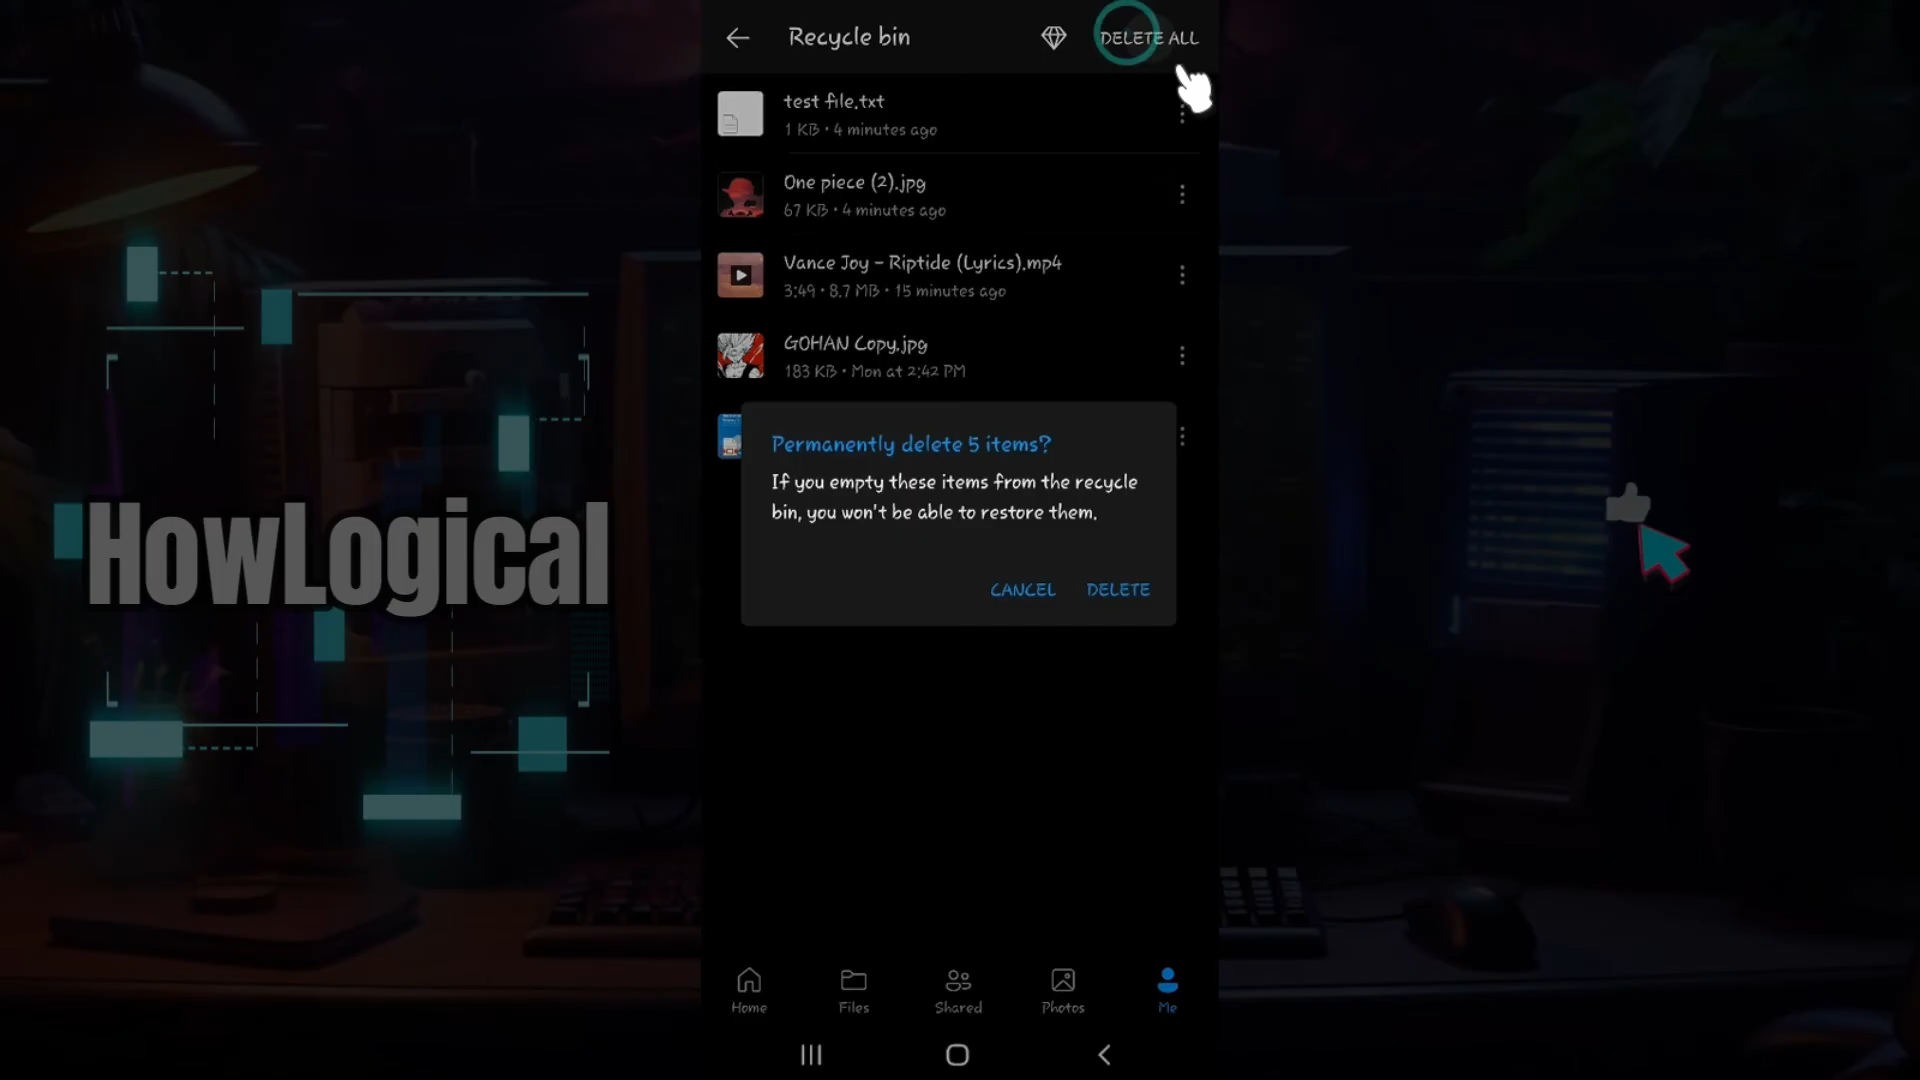 Recycle bin
DELETE ALL
test file.txt
1 KB • 4 minutes ago
One piece (2).jpg
67 KB • 4 minutes ago
Vance Joy - Riptide (Lyrics).mp4
3:49 • 8.7 MB • 15 minutes ago
GOHAN Copy.jpg
183 KB • Mon at 2:42 PM
Permanently delete 5 items?
If you empty these items from the recycle
bin, you won't be able to restore them.
CANCEL
DELETE
HowLogical
Home
Files
Shared
Photos
Me